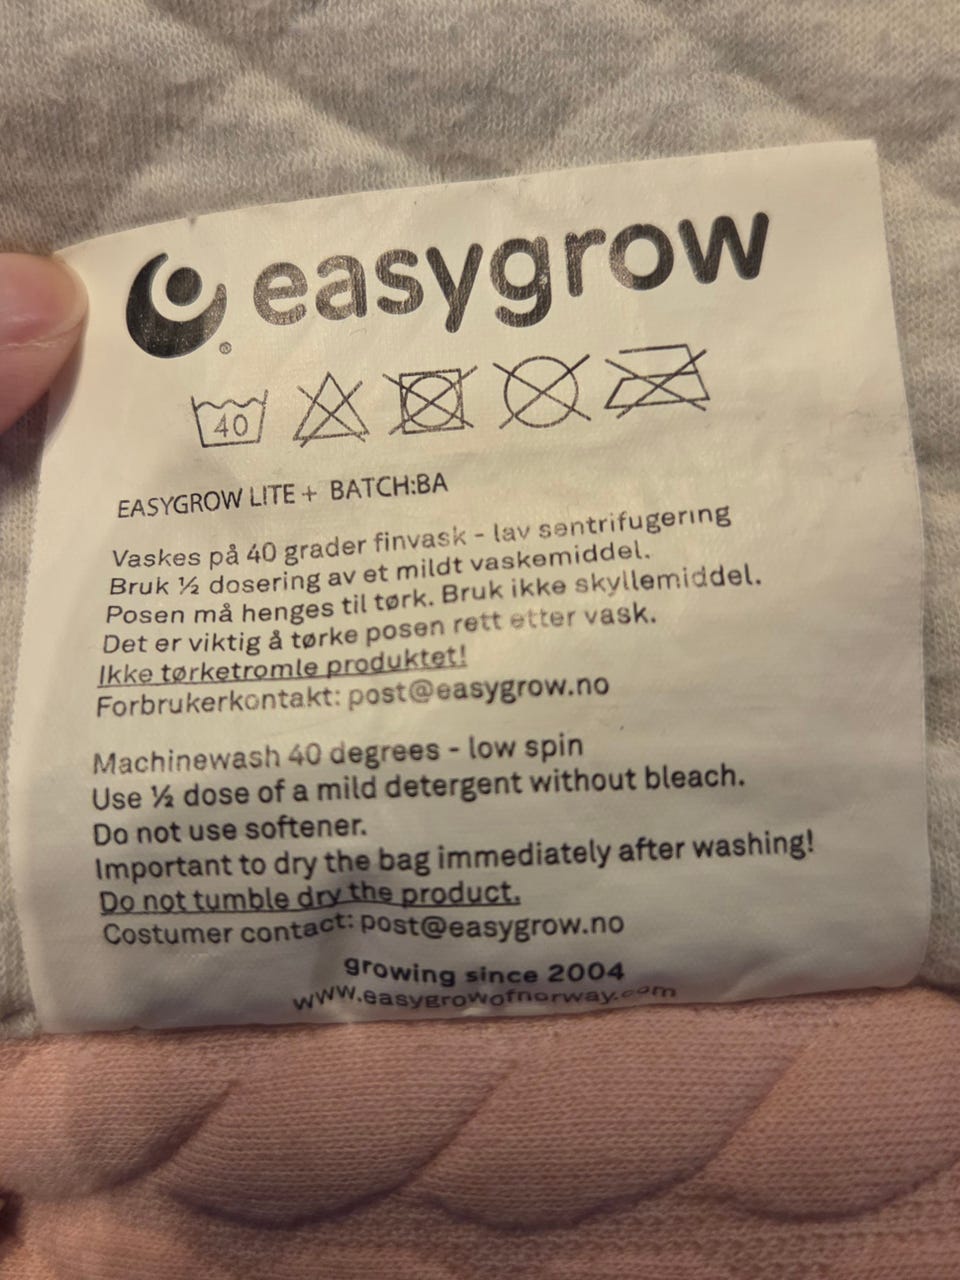 easygrow
®
40
EASYGROW LITE + BATCH:BA
Vaskes på 40 grader finvask - lav sentrifugering
Bruk ½ dosering av et mildt vaskemiddel.
Posen må henges til tørk. Bruk ikke skyllemiddel.
Det er viktig å tørke posen rett etter vask.
Ikke tørketromle produktet!
Forbrukerkontakt: post@easygrow.no
Machinewash 40 degrees - low spin
Use ½ dose of a mild detergent without bleach.
Do not use softener.
Important to dry the bag immediately after washing!
Do not tumble dry the product.
Costumer contact: post@easygrow.no
growing since 2004
www.easygrowofnorway.com